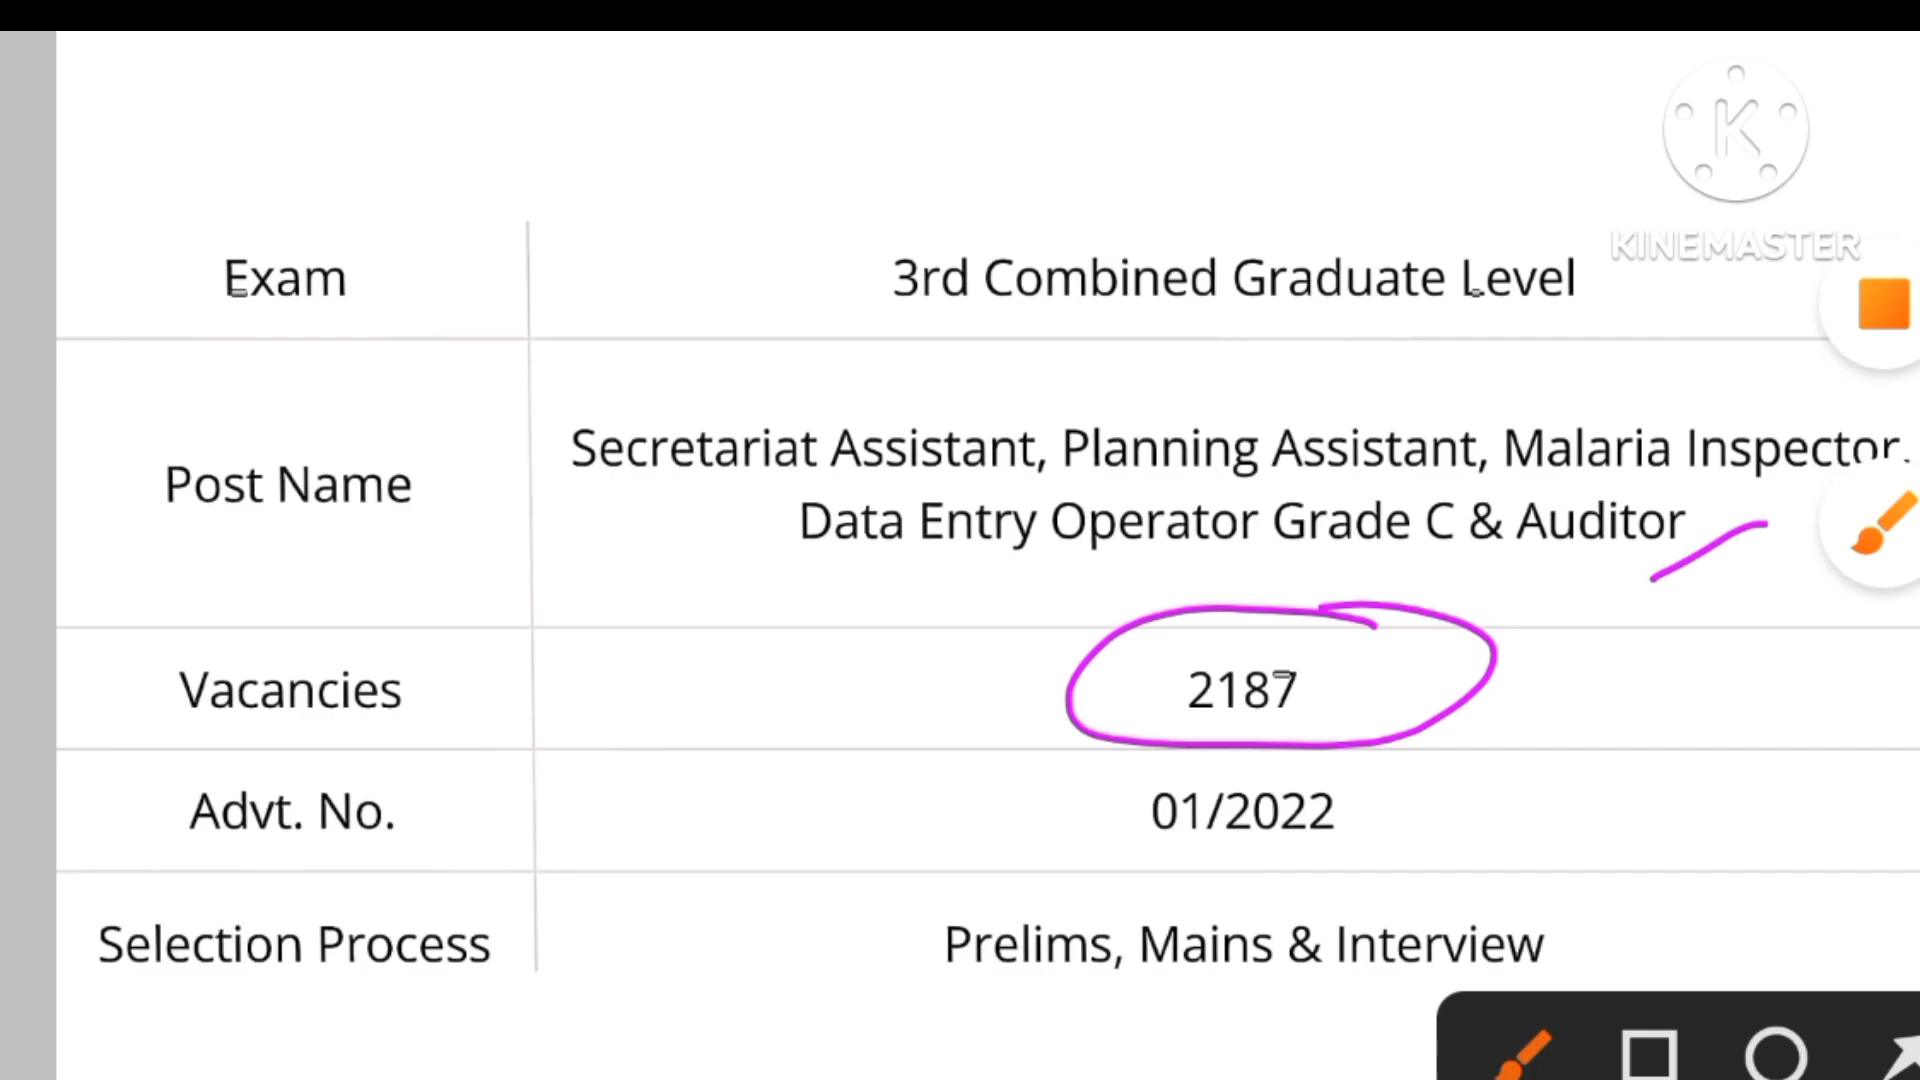 K
KINEMASTER
Exam
3rd Combined Graduate Level
Post Name
Secretariat Assistant, Planning Assistant, Malaria Inspector,
Data Entry Operator Grade C & Auditor
Vacancies
2187
Advt. No.
01/2022
Selection Process
Prelims, Mains & Interview